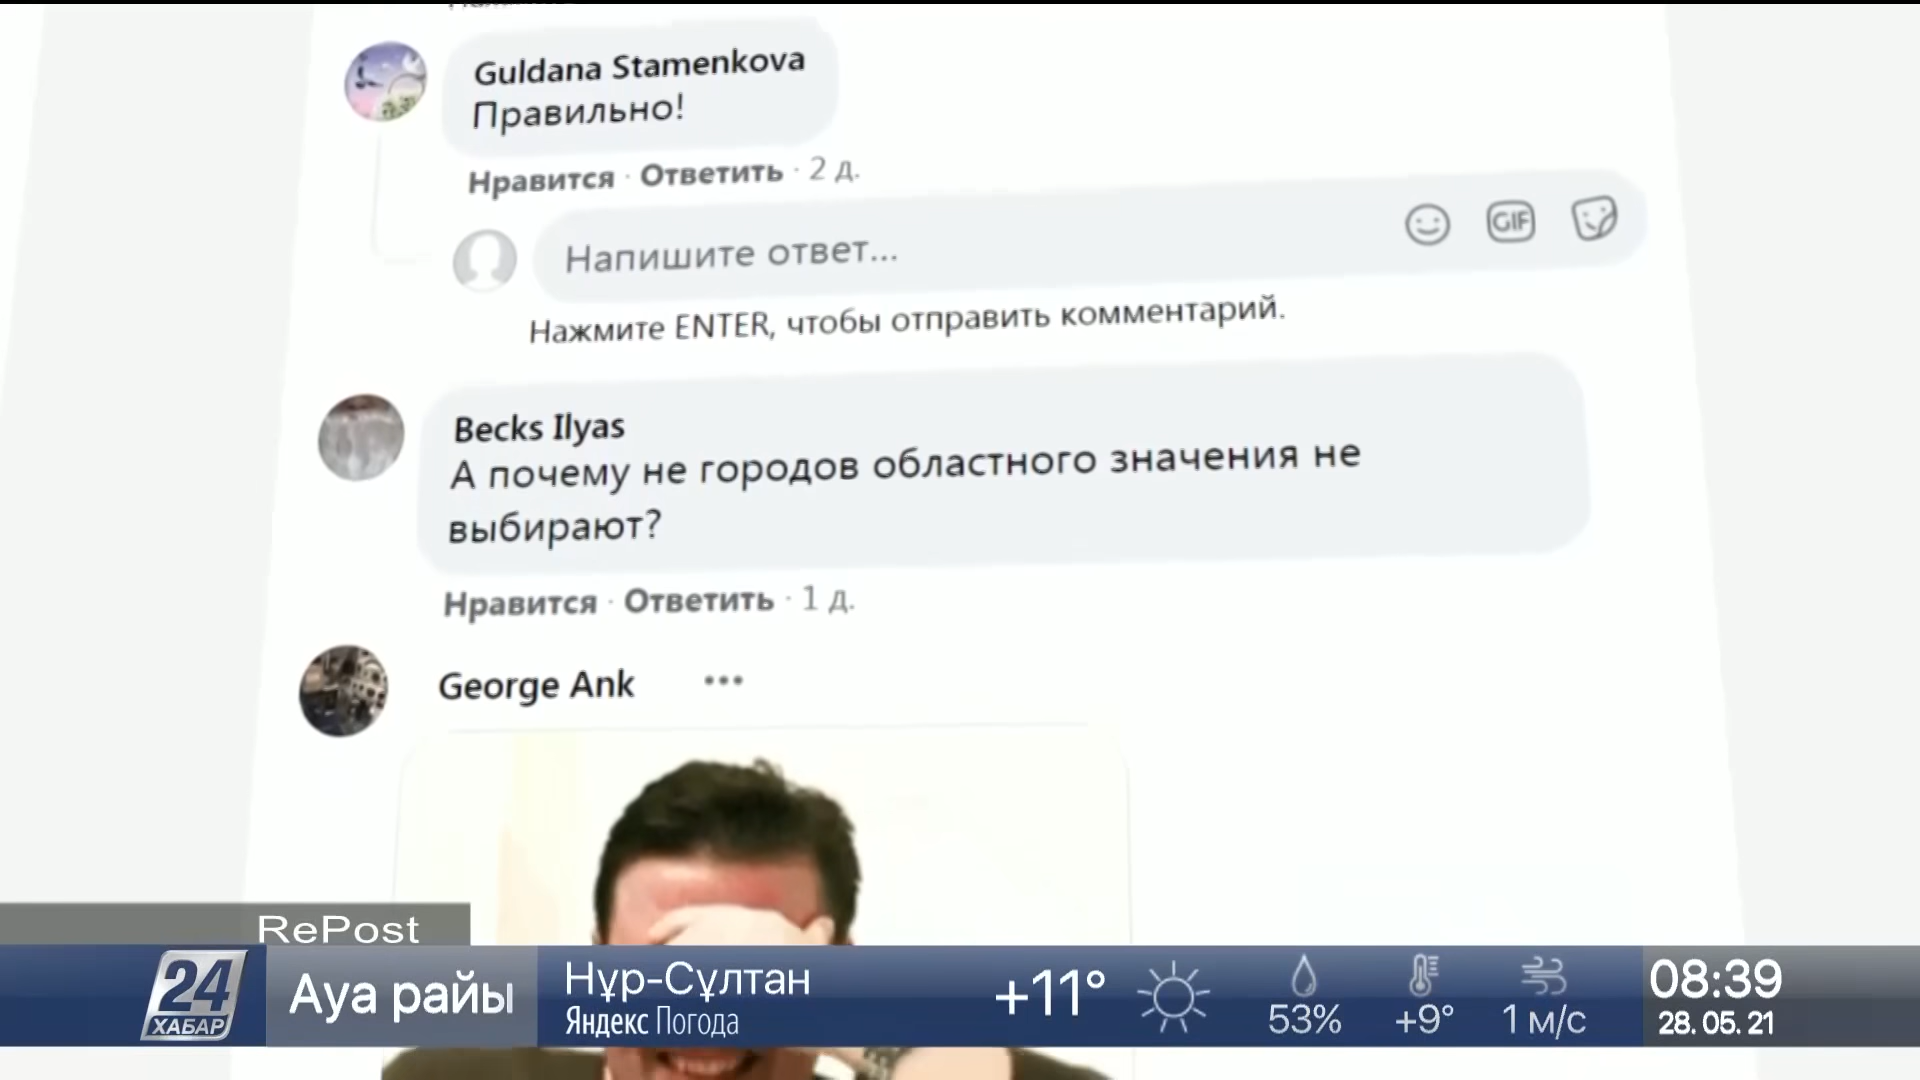 Guldana Stamenkova
Правильно!
Нравится · Ответить · 2 д.
Напишите ответ...
GIF
Нажмите ENTER, чтобы отправить комментарий.
Becks Ilyas
А почему не городов областного значения не
выбирают?
Нравится · Ответить · 1 д.
George Ank
RePost
24
ХАБАР
Ауа райы
Нұр-Сұлтан
Яндекс Погода
+11°
53%
+9°
1 м/с
08:39
28.05.21